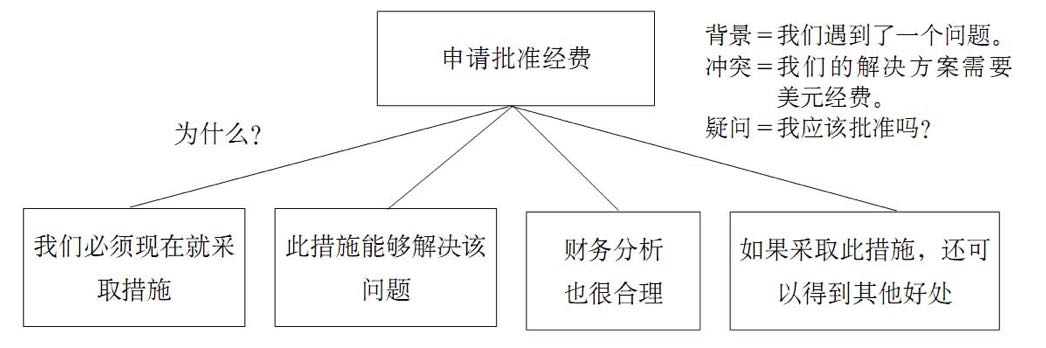 申请批准经费
背景＝我们遇到了一个问题。
冲突＝我们的解决方案需要
美元经费。
疑问＝我应该批准吗？
为什么？
我们必须现在就采
取措施
此措施能够解决该
问题
财务分析
也很合理
如果采取此措施，还可
以得到其他好处